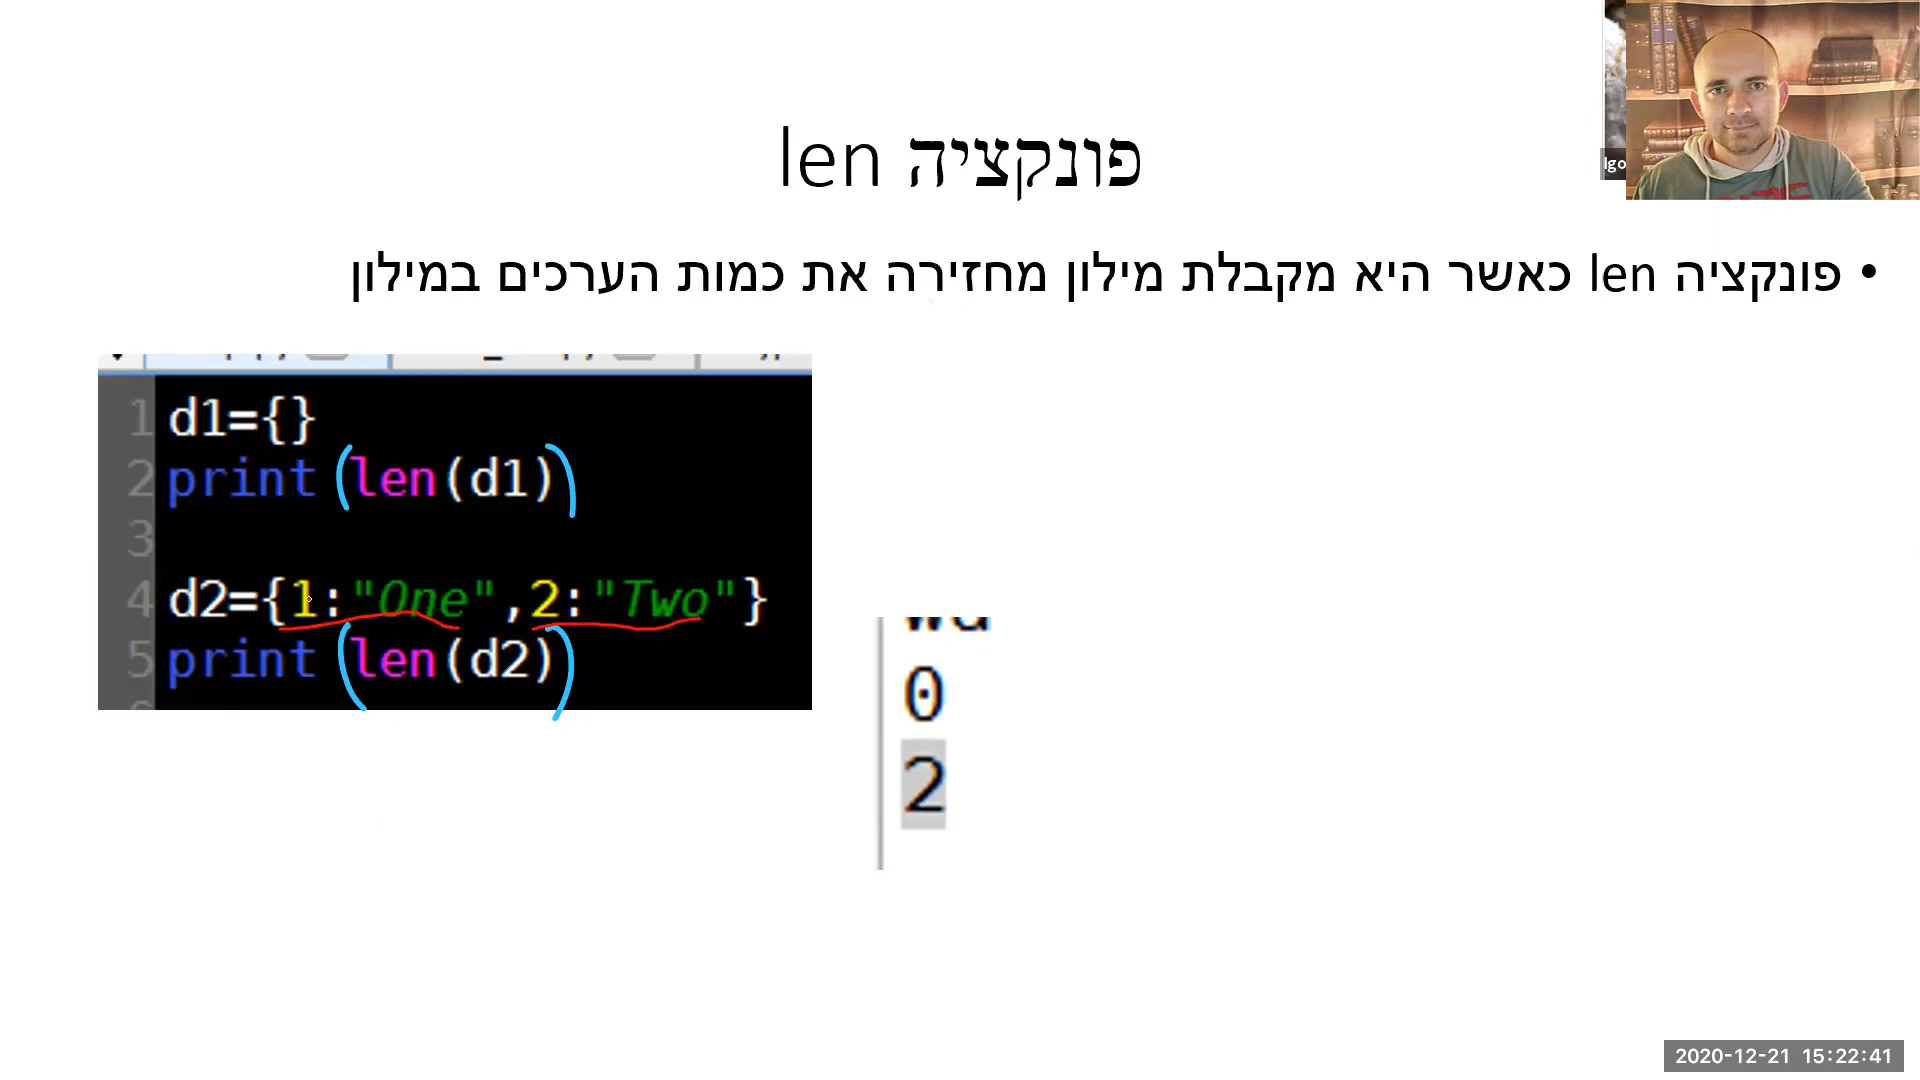 פונקציה len
• פונקציה len כאשר היא מקבלת מילון מחזירה את כמות הערכים במילון
1 d1={}
2 print (len(d1))
3
4 d2={1:"One",2:"Two"}
5 print (len(d2))
0
2
Igo
2020-12-21 15:22:41